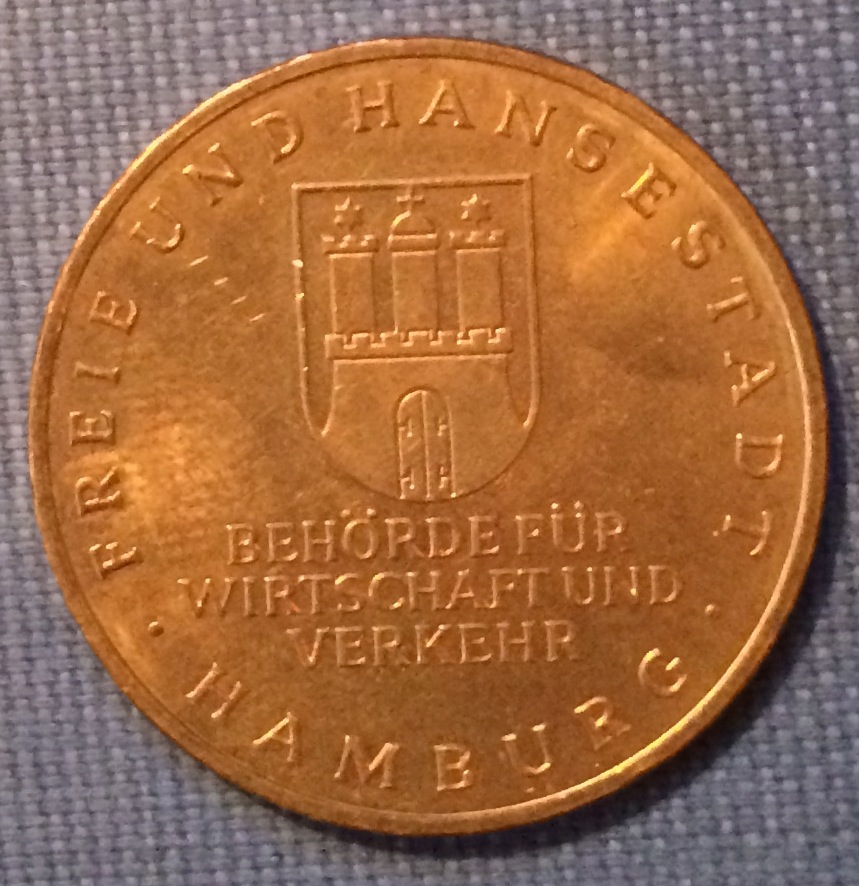 FREIE UND HANSESTADT
BEHÖRDE FÜR
WIRTSCHAFT UND
VERKEHR
· HAMBURG ·